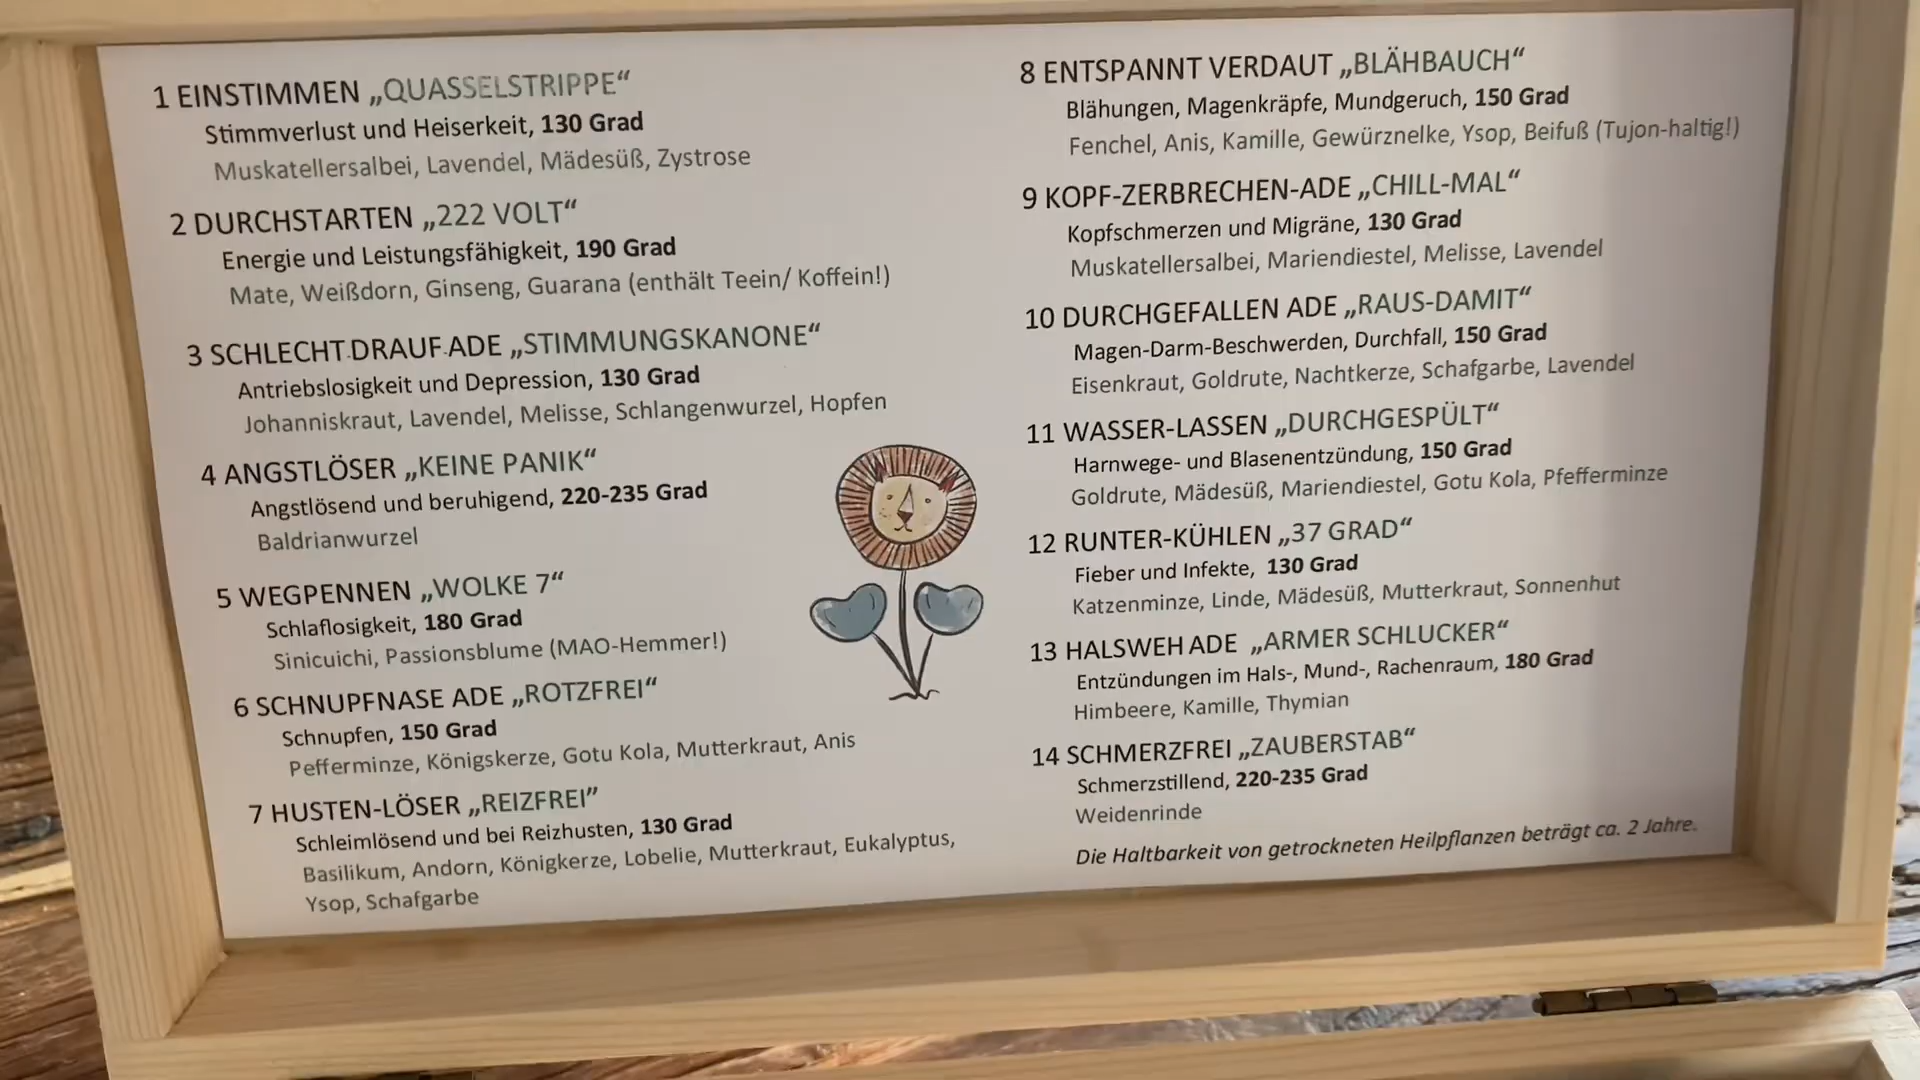 1 EINSTIMMEN „QUASSELSTRIPPE“
Stimmverlust und Heiserkeit, 130 Grad
Muskatellersalbei, Lavendel, Mädesüß, Zystrose
2 DURCHSTARTEN „222 VOLT“
Energie und Leistungsfähigkeit, 190 Grad
Mate, Weißdorn, Ginseng, Guarana (enthält Teein/ Koffein!)
3 SCHLECHT.DRAUF.ADE „STIMMUNGSKANONE“
Antriebslosigkeit und Depression, 130 Grad
Johanniskraut, Lavendel, Melisse, Schlangenwurzel, Hopfen
4 ANGSTLÖSER „KEINE PANIK“
Angstlösend und beruhigend, 220-235 Grad
Baldrianwurzel
5 WEGPENNEN „WOLKE 7“
Schlaflosigkeit, 180 Grad
Sinicuichi, Passionsblume (MAO-Hemmer!)
6 SCHNUPFNASE ADE „ROTZFREI“
Schnupfen, 150 Grad
Pefferminze, Königskerze, Gotu Kola, Mutterkraut, Anis
7 HUSTEN-LÖSER „REIZFREI“
Schleimlösend und bei Reizhusten, 130 Grad
Basilikum, Andorn, Königkerze, Lobelie, Mutterkraut, Eukalyptus,
Ysop, Schafgarbe
8 ENTSPANNT VERDAUT „BLÄHBAUCH“
Blähungen, Magenkräpfe, Mundgeruch, 150 Grad
Fenchel, Anis, Kamille, Gewürznelke, Ysop, Beifuß (Tujon-haltig!)
9 KOPF-ZERBRECHEN-ADE „CHILL-MAL“
Kopfschmerzen und Migräne, 130 Grad
Muskatellersalbei, Mariendiestel, Melisse, Lavendel
10 DURCHGEFALLEN ADE „RAUS-DAMIT“
Magen-Darm-Beschwerden, Durchfall, 150 Grad
Eisenkraut, Goldrute, Nachtkerze, Schafgarbe, Lavendel
11 WASSER-LASSEN „DURCHGESPÜLT“
Harnwege- und Blasenentzündung, 150 Grad
Goldrute, Mädesüß, Mariendiestel, Gotu Kola, Pfefferminze
12 RUNTER-KÜHLEN „37 GRAD“
Fieber und Infekte, 130 Grad
Katzenminze, Linde, Mädesüß, Mutterkraut, Sonnenhut
13 HALSWEH ADE „ARMER SCHLUCKER“
Entzündungen im Hals-, Mund-, Rachenraum, 180 Grad
Himbeere, Kamille, Thymian
14 SCHMERZFREI „ZAUBERSTAB“
Schmerzstillend, 220-235 Grad
Weidenrinde
Die Haltbarkeit von getrockneten Heilpflanzen beträgt ca. 2 Jahre.